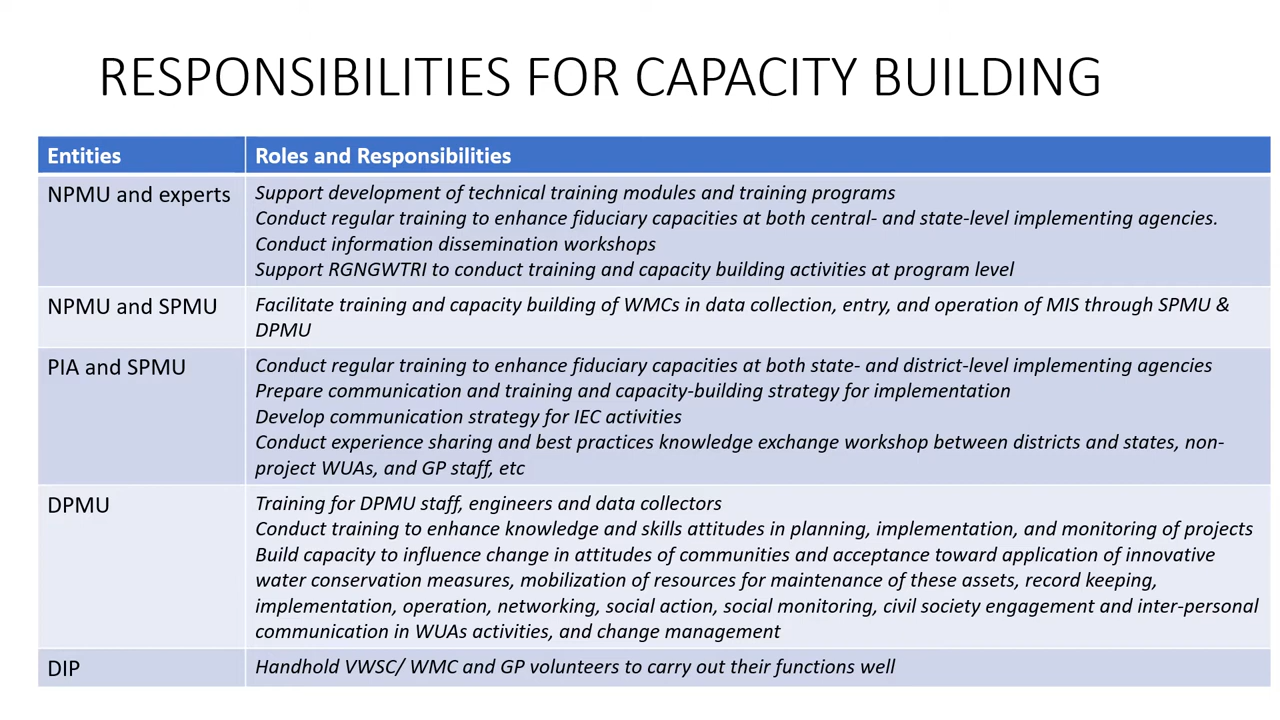 RESPONSIBILITIES FOR CAPACITY BUILDING
Entities
Roles and Responsibilities
NPMU and experts
Support development of technical training modules and training programs
Conduct regular training to enhance fiduciary capacities at both central- and state-level implementing agencies.
Conduct information dissemination workshops
Support RGNGWTRI to conduct training and capacity building activities at program level
NPMU and SPMU
Facilitate training and capacity building of WMCs in data collection, entry, and operation of MIS through SPMU &
DPMU
PIA and SPMU
Conduct regular training to enhance fiduciary capacities at both state- and district-level implementing agencies
Prepare communication and training and capacity-building strategy for implementation
Develop communication strategy for IEC activities
Conduct experience sharing and best practices knowledge exchange workshop between districts and states, non-
project WUAs, and GP staff, etc
DPMU
Training for DPMU staff, engineers and data collectors
Conduct training to enhance knowledge and skills attitudes in planning, implementation, and monitoring of projects
Build capacity to influence change in attitudes of communities and acceptance toward application of innovative
water conservation measures, mobilization of resources for maintenance of these assets, record keeping,
implementation, operation, networking, social action, social monitoring, civil society engagement and inter-personal
communication in WUAs activities, and change management
DIP
Handhold VWSC/ WMC and GP volunteers to carry out their functions well